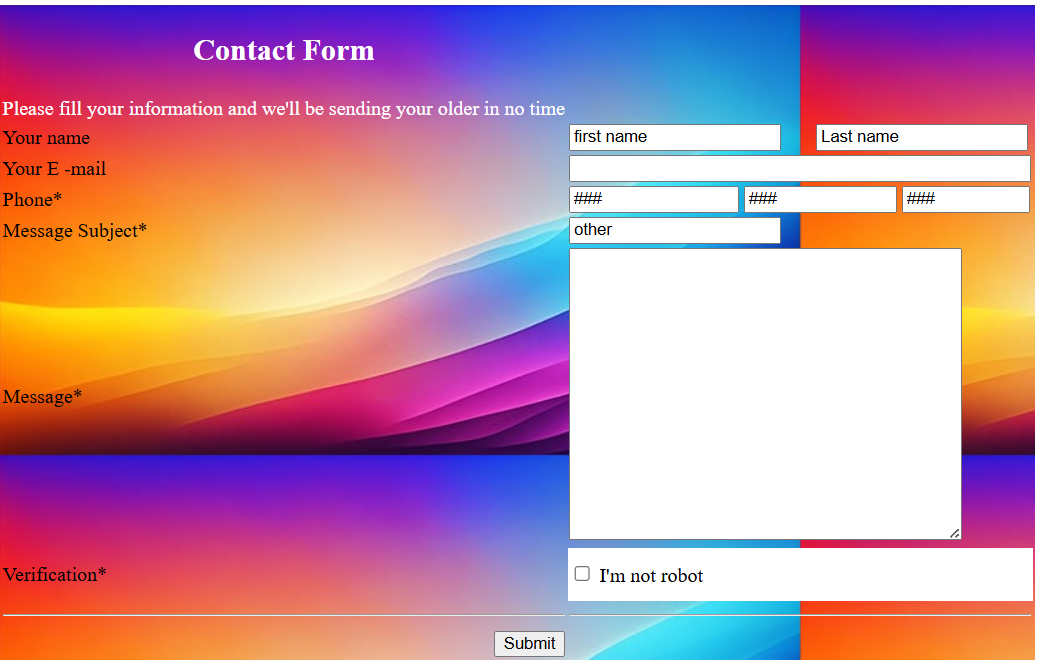 Contact Form
Please fill your information and we'll be sending your older in no time
Your name first name Last name
Your E -mail
Phone* ### ### ###
Message Subject* other
Message*
Verification* I'm not robot
Submit